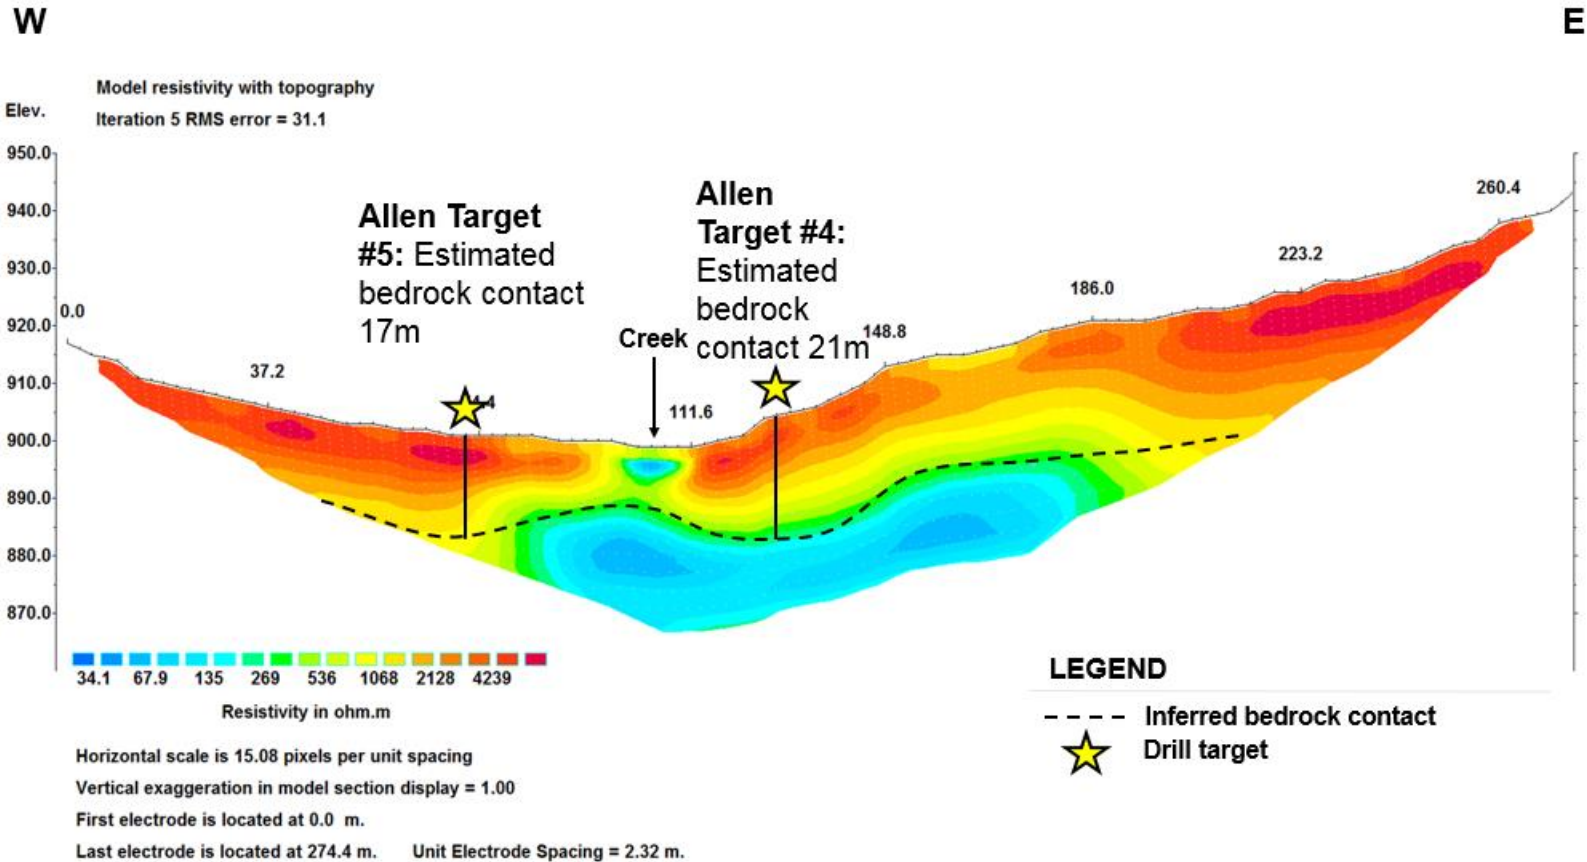 W
E
Model resistivity with topography
Elev.
Iteration 5 RMS error = 31.1
950.0
940.0
930.0
920.0
910.0
900.0
890.0
880.0
870.0
0.0
37.2
111.6
148.8
186.0
223.2
260.4
Allen Target
#5: Estimated
bedrock contact
17m
Creek
Allen
Target #4:
Estimated
bedrock
contact 21m
34.1 67.9 135 269 536 1068 2128 4239
Resistivity in ohm.m
Horizontal scale is 15.08 pixels per unit spacing
Vertical exaggeration in model section display = 1.00
First electrode is located at 0.0 m.
Last electrode is located at 274.4 m. Unit Electrode Spacing = 2.32 m.
LEGEND
Inferred bedrock contact
Drill target